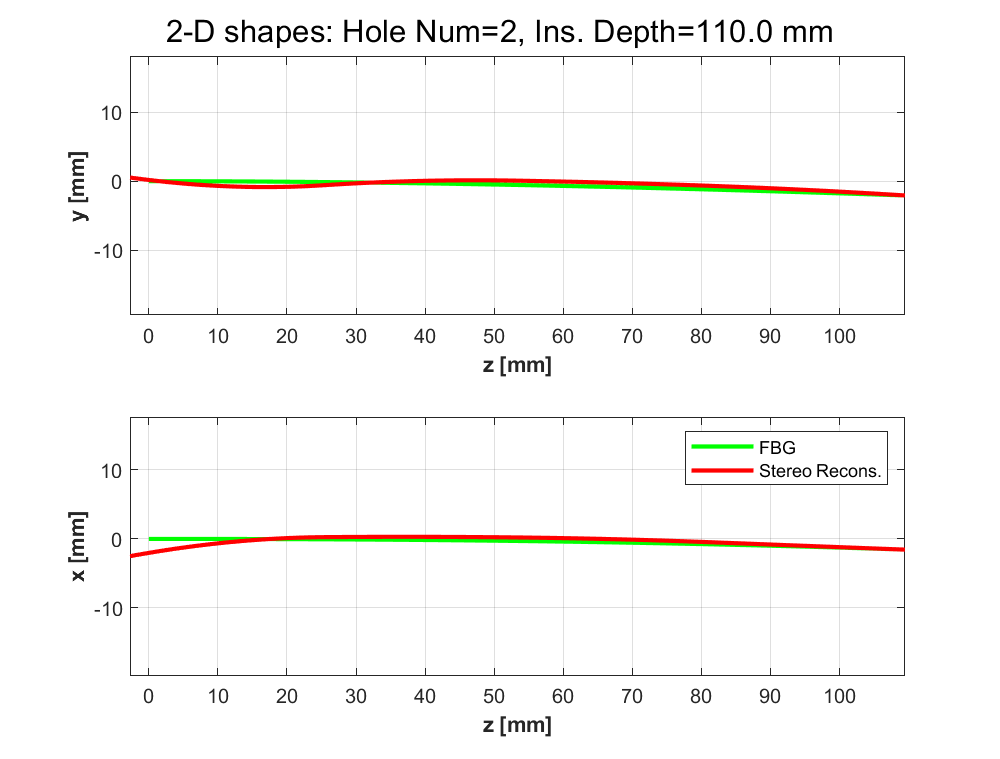 2-D shapes: Hole Num=2, Ins. Depth=110.0 mm
10
0
-10
y [mm]
0 10 20 30 40 50 60 70 80 90 100
z [mm]
FBG
Stereo Recons.
10
0
-10
x [mm]
0 10 20 30 40 50 60 70 80 90 100
z [mm]